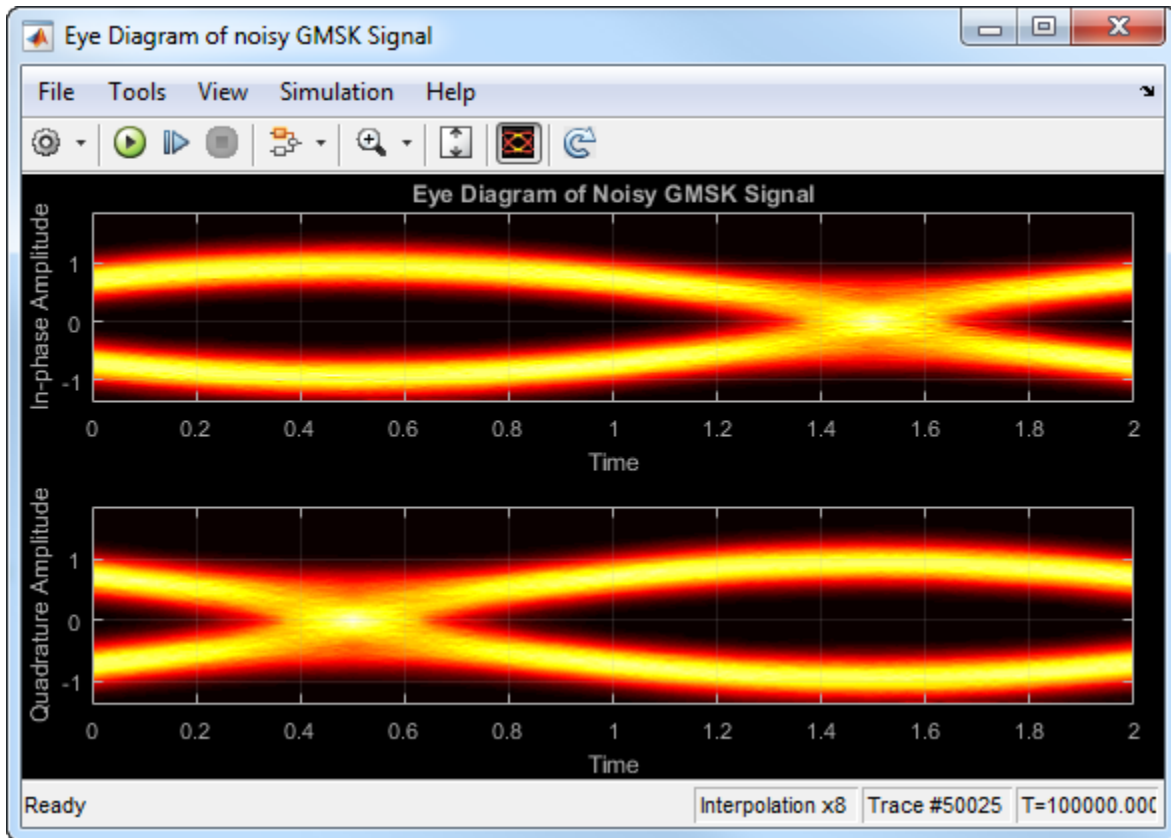 Eye Diagram of noisy GMSK Signal
File Tools View Simulation Help
Eye Diagram of Noisy GMSK Signal
In-phase Amplitude
1
0
-1
0 0.2 0.4 0.6 0.8 1 1.2 1.4 1.6 1.8 2
Time
Quadrature Amplitude
1
0
-1
0 0.2 0.4 0.6 0.8 1 1.2 1.4 1.6 1.8 2
Time
Ready Interpolation x8 Trace #50025 T=100000.000